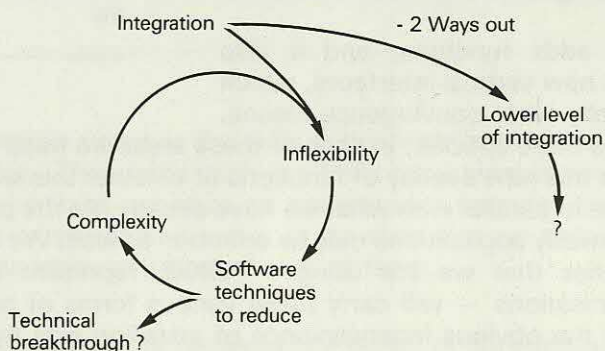 Integration
- 2 Ways out
Lower level
of integration
?
Inflexibility
Complexity
Software
techniques
to reduce
Technical
breakthrough ?